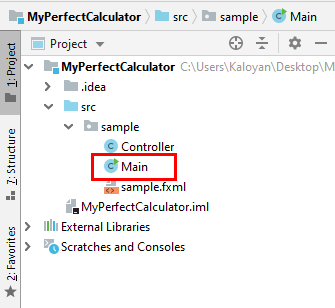 MyPerfectCalculator src sample Main
Project
MyPerfectCalculator C:\Users\Kaloyan\Desktop\M
.idea
src
sample
Controller
Main
sample.fxml
MyPerfectCalculator.iml
External Libraries
Scratches and Consoles
1: Project
7: Structure
2: Favorites